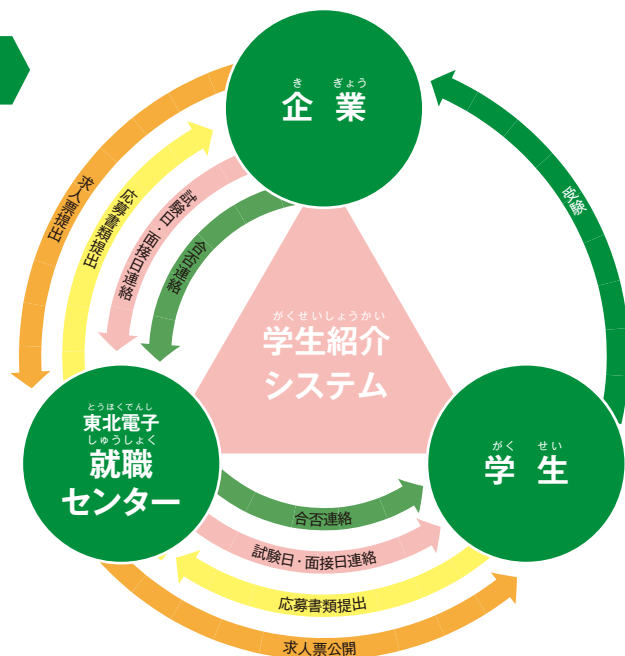 き ぎょう
企 業
求人票提出
応募書類提出
試験日・面接日連絡
合否連絡
受験
がくせいしょうかい
学生紹介
システム
とうほくでんし
東北電子
しゅうしょく
就職
センター
がく せい
学 生
合否連絡
試験日・面接日連絡
応募書類提出
求人票公開